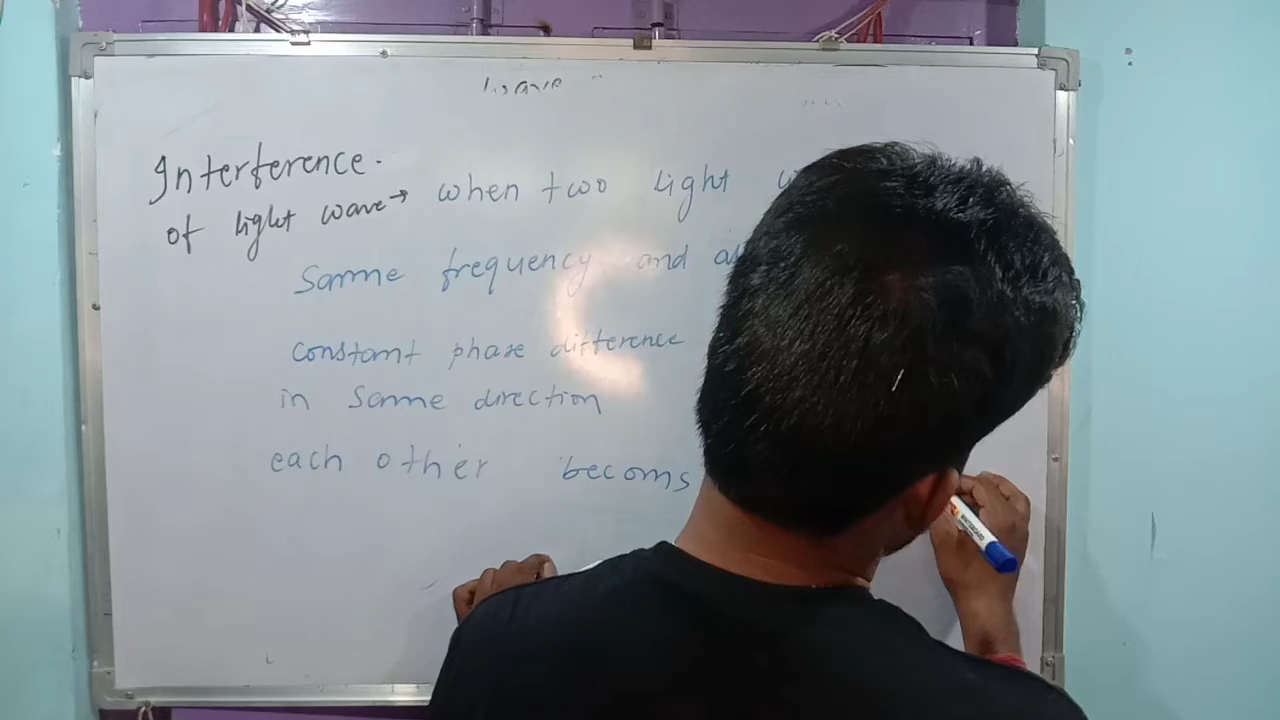 Interference.
of light wave → when two light
Same frequency and
constant phase difference
in same direction
each other becoms